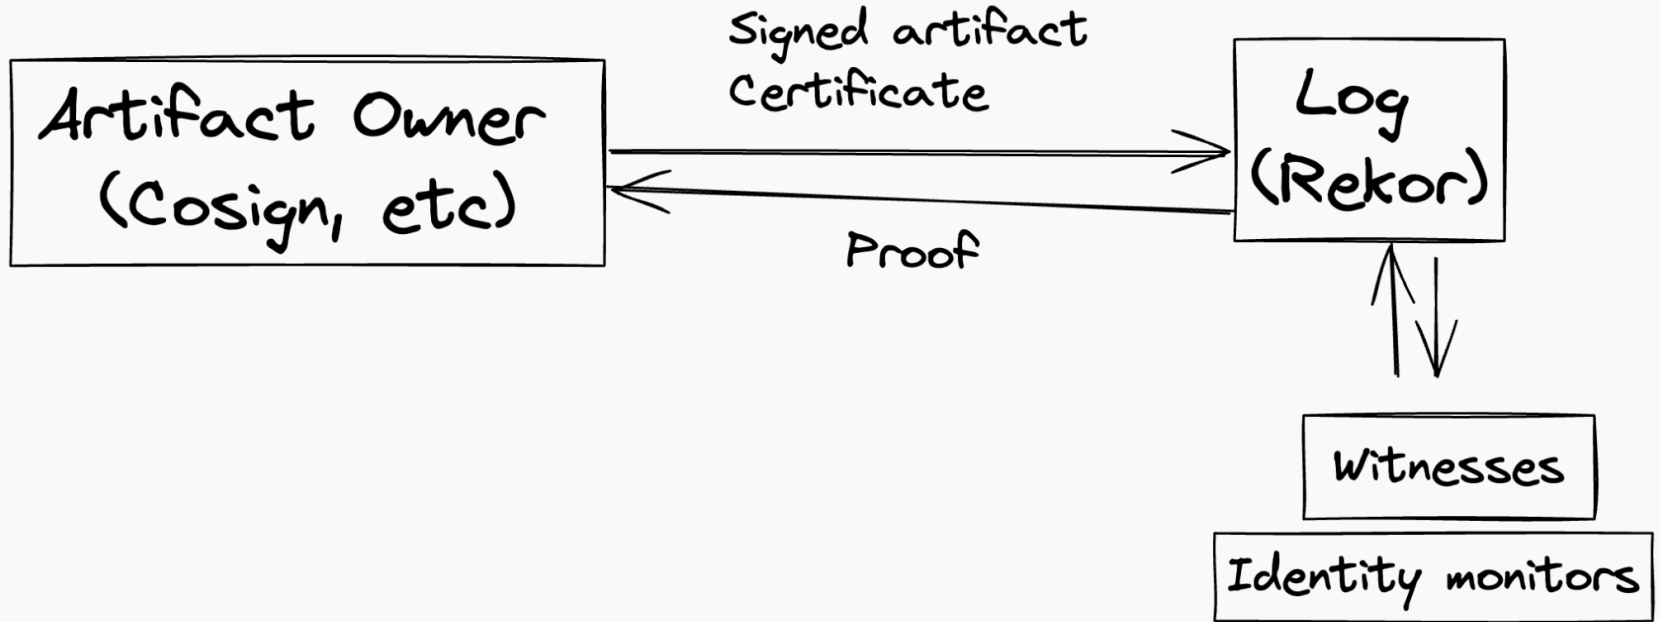 Signed artifact
Certificate
Artifact Owner
(Cosign, etc)
Log
(Rekor)
Proof
Witnesses
Identity monitors